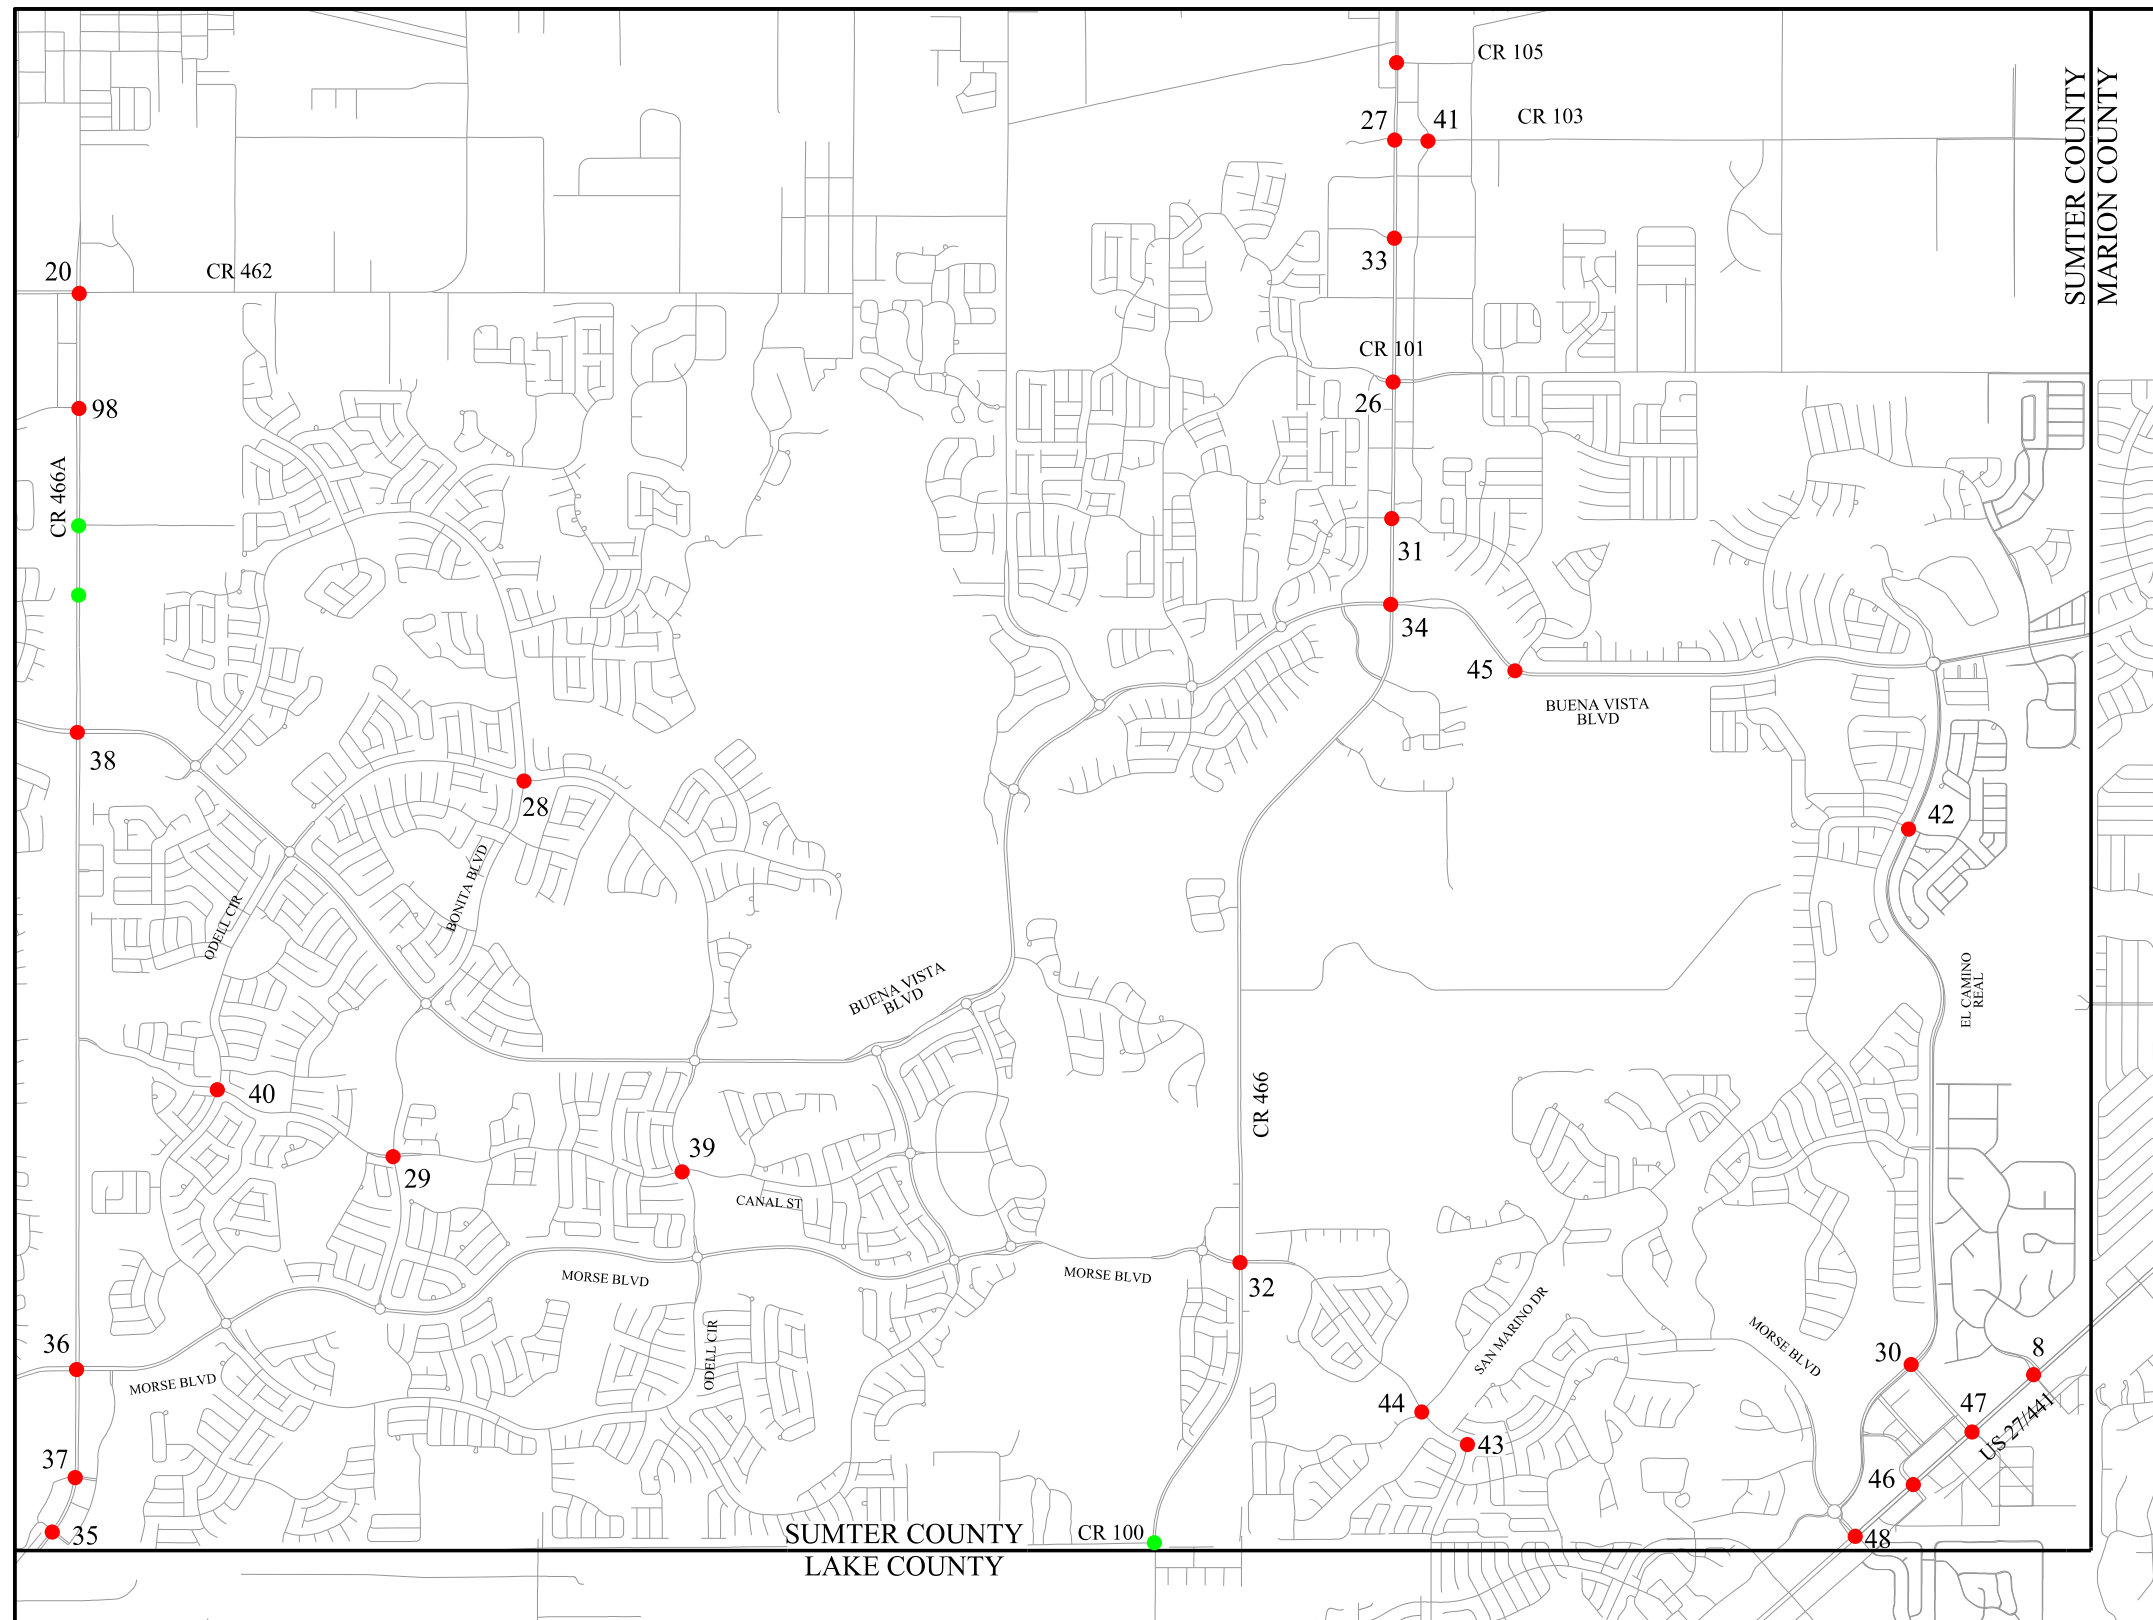 CR 105
27
41
CR 103
SUMTER COUNTY
MARION COUNTY
33
20
CR 462
CR 101
26
98
CR 466A
31
34
45
BUENA VISTA
BLVD
38
28
42
BONITA BLVD
ODELL CIR
BUENA VISTA
BLVD
EL CAMINO
REAL
40
CR 466
39
29
CANAL ST
MORSE BLVD
MORSE BLVD
32
SAN MARINO DR
MORSE BLVD
36
ODELL CIR
MORSE BLVD
30
8
44
47
US 27/441
43
37
46
35
SUMTER COUNTY
CR 100
48
LAKE COUNTY